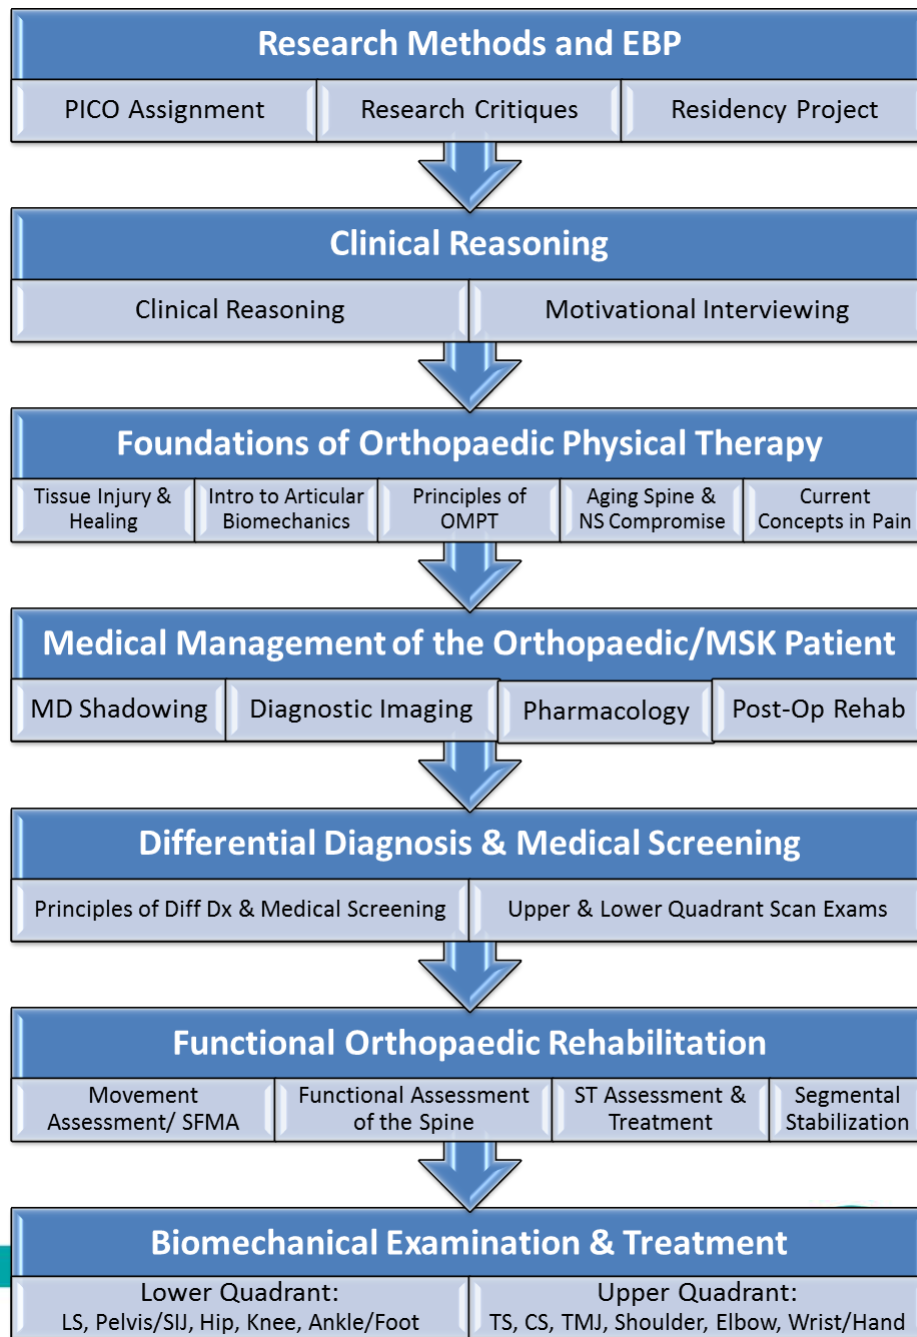 Research Methods and EBP
PICO Assignment
Research Critiques
Residency Project
Clinical Reasoning
Clinical Reasoning
Motivational Interviewing
Foundations of Orthopaedic Physical Therapy
Tissue Injury &
Healing
Intro to Articular
Biomechanics
Principles of
OMPT
Aging Spine &
NS Compromise
Current
Concepts in Pain
Medical Management of the Orthopaedic/MSK Patient
MD Shadowing
Diagnostic Imaging
Pharmacology
Post-Op Rehab
Differential Diagnosis & Medical Screening
Principles of Diff Dx & Medical Screening
Upper & Lower Quadrant Scan Exams
Functional Orthopaedic Rehabilitation
Movement
Assessment/ SFMA
Functional Assessment
of the Spine
ST Assessment &
Treatment
Segmental
Stabilization
Biomechanical Examination & Treatment
Lower Quadrant:
LS, Pelvis/SIJ, Hip, Knee, Ankle/Foot
Upper Quadrant:
TS, CS, TMJ, Shoulder, Elbow, Wrist/Hand